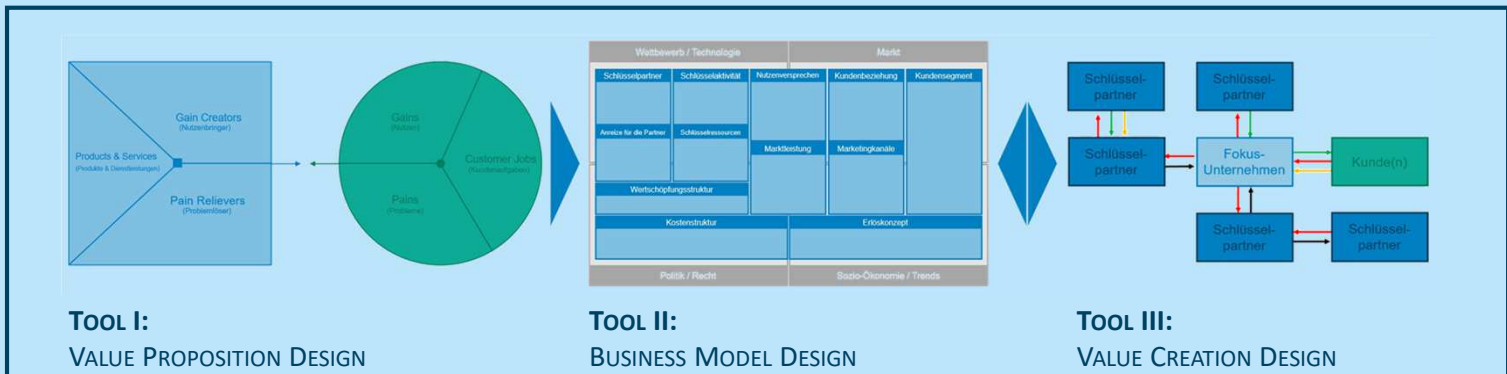 Gain Creators
(Nutzenbringer)
Products & Services
(Produkte & Dienstleistungen)
Pain Relievers
(Problemlöser)
Gains
(Nutzen)
Customer Jobs
(Kundenaufgaben)
Pains
(Probleme)
Wettbewerb / Technologie
Markt
Schlüsselpartner
Schlüsselaktivität
Nutzenversprechen
Kundenbeziehung
Kundensegment
Anreize für die Partner
Schlüsselressourcen
Marktleistung
Marketingkanäle
Wertschöpfungsstruktur
Kostenstruktur
Erlöskonzept
Politik / Recht
Sozio-Ökonomie / Trends
Schlüssel-
partner
Schlüssel-
partner
Schlüssel-
partner
Fokus-
Unternehmen
Kunde(n)
Schlüssel-
partner
Schlüssel-
partner
TOOL I:
VALUE PROPOSITION DESIGN
TOOL II:
BUSINESS MODEL DESIGN
TOOL III:
VALUE CREATION DESIGN